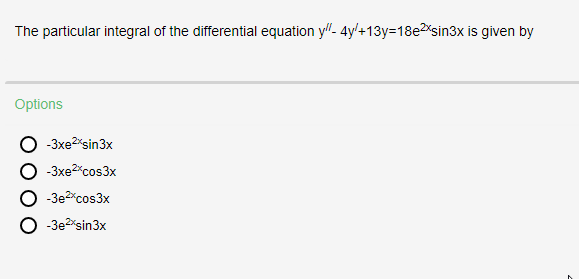 The particular integral of the differential equation y//- 4y/+13y=18e2xsin3x is given by
Options
-3xe2xsin3x
-3xe2xcos3x
-3e2xcos3x
-3e2xsin3x